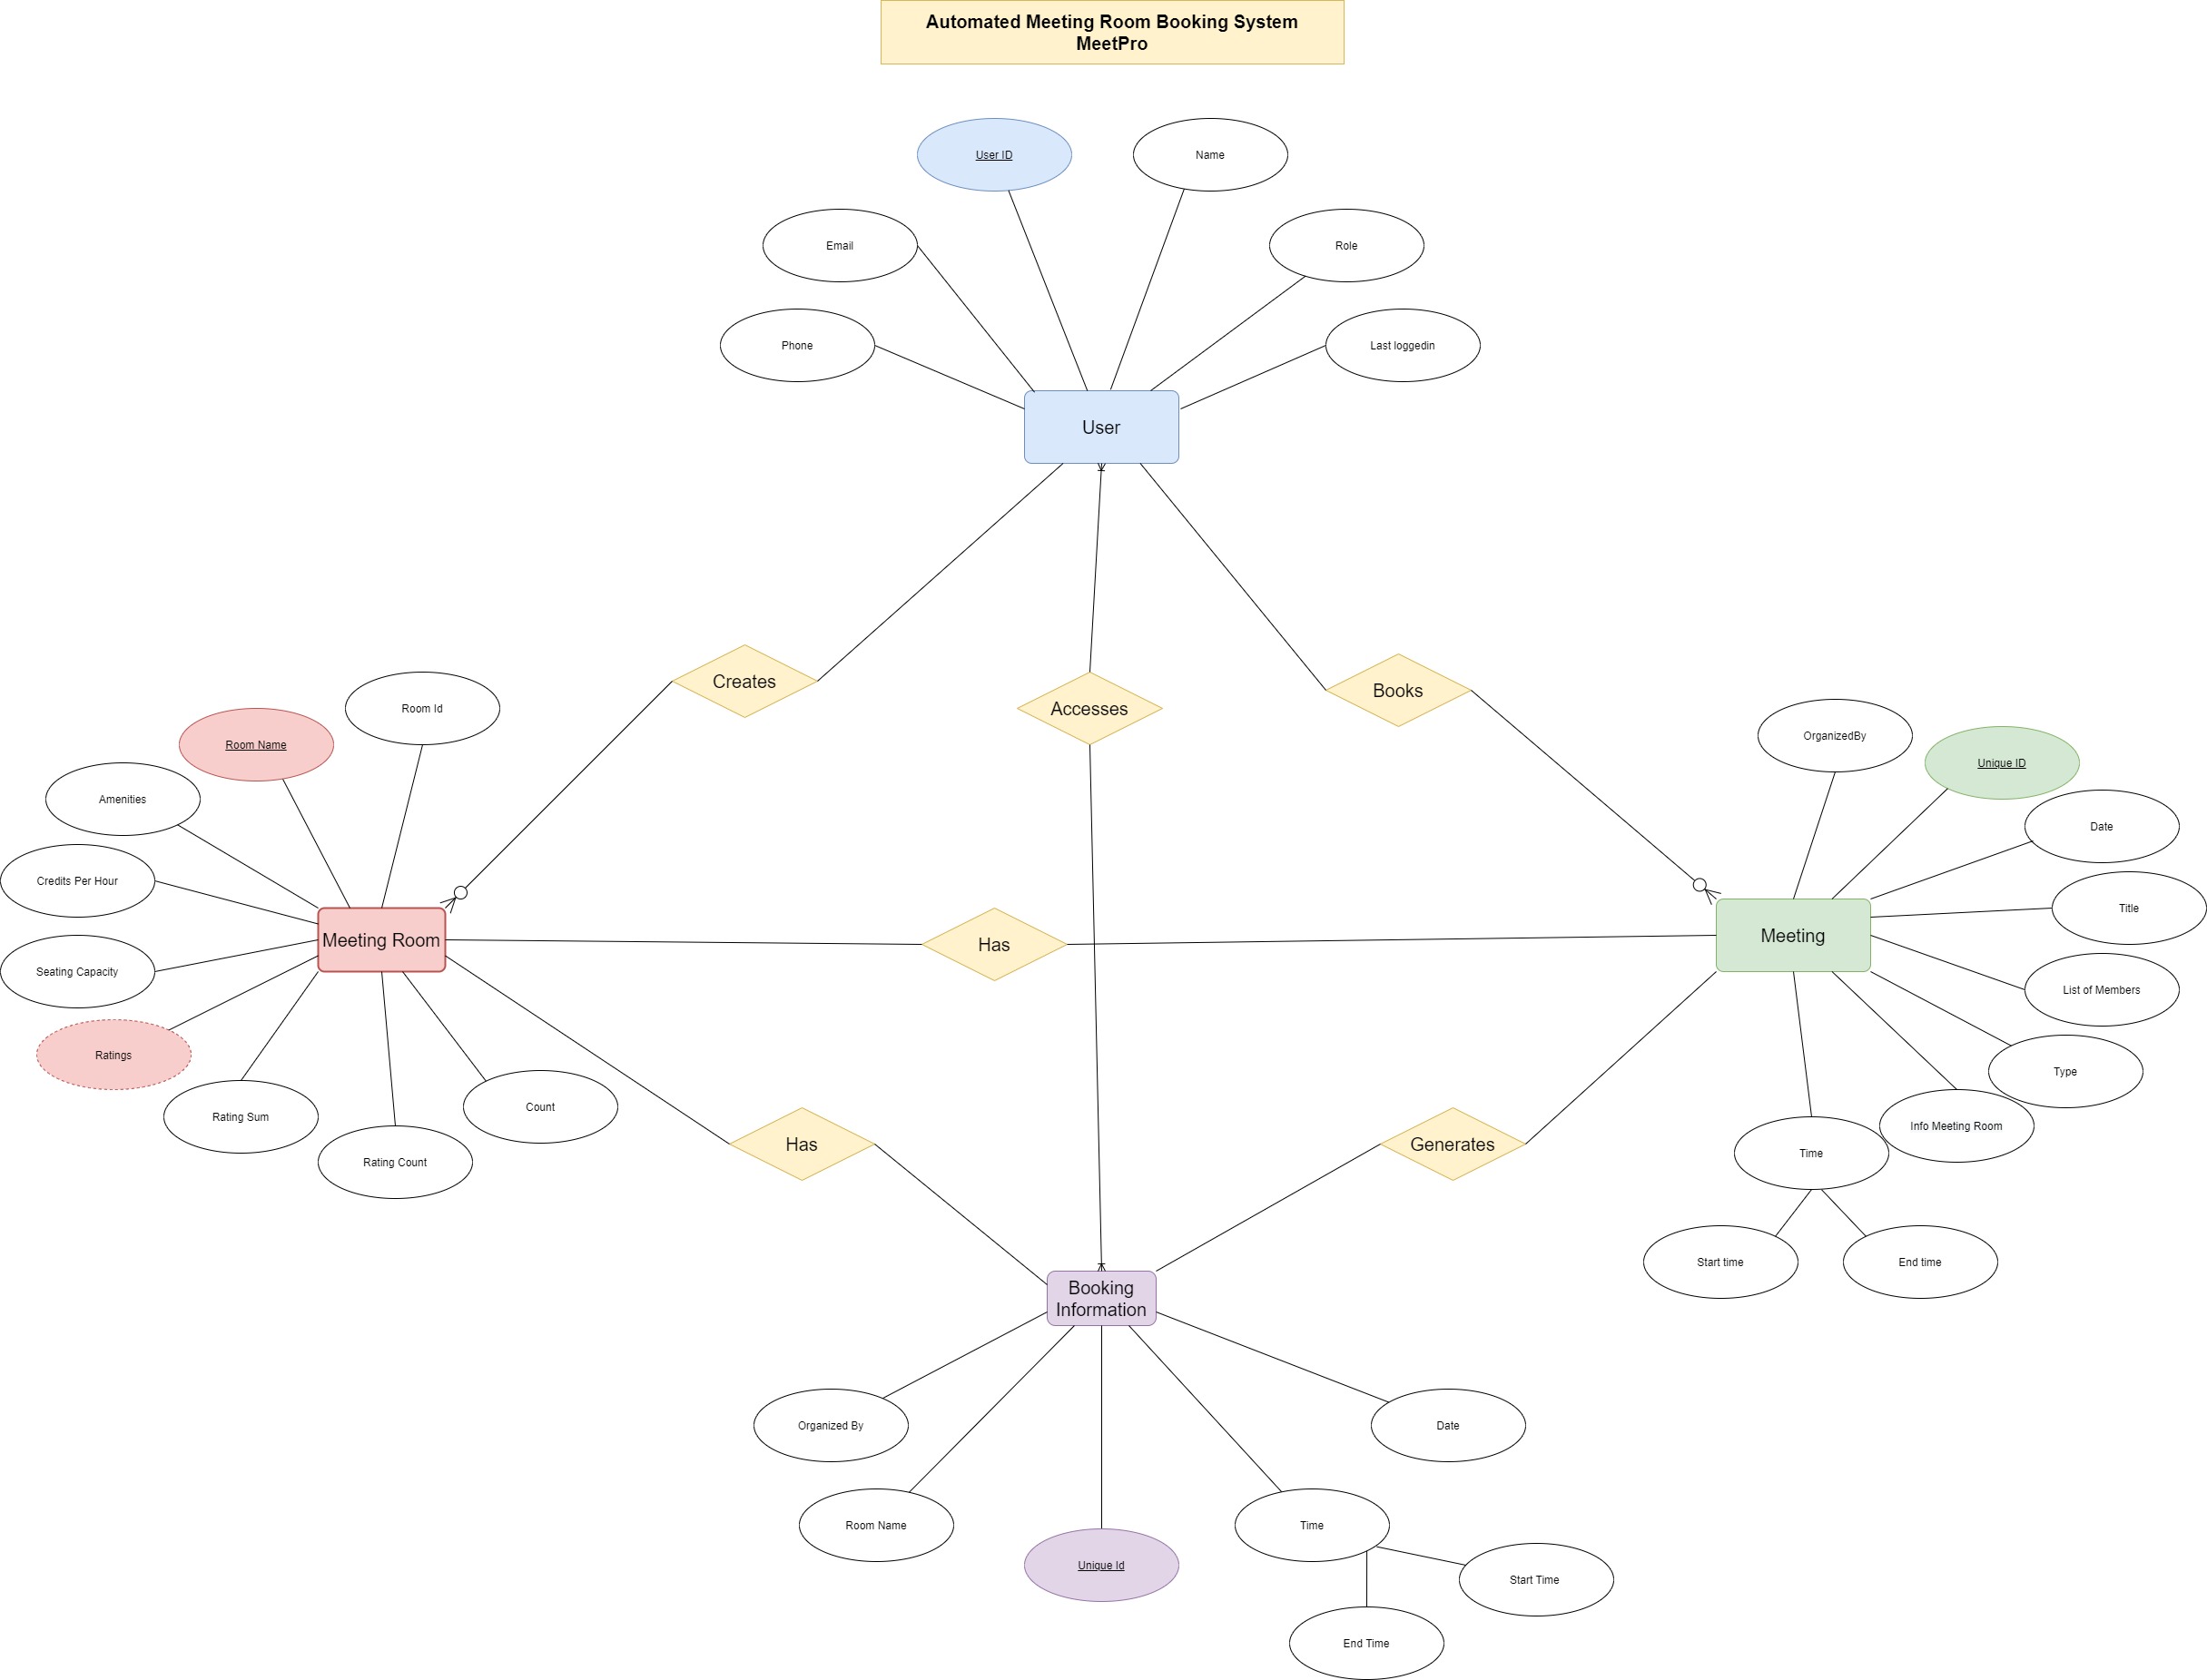 Automated Meeting Room Booking System
MeetPro
User ID
Name
Email
Role
Phone
Last loggedin
User
Creates
Accesses
Books
Room Id
Room Name
Amenities
Credits Per Hour
Seating Capacity
Ratings
Rating Sum
Rating Count
Count
Meeting Room
Has
OrganizedBy
Unique ID
Date
Title
List of Members
Type
Info Meeting Room
Time
Start time
End time
Meeting
Has
Generates
Booking
Information
Organized By
Date
Room Name
Time
Unique Id
Start Time
End Time